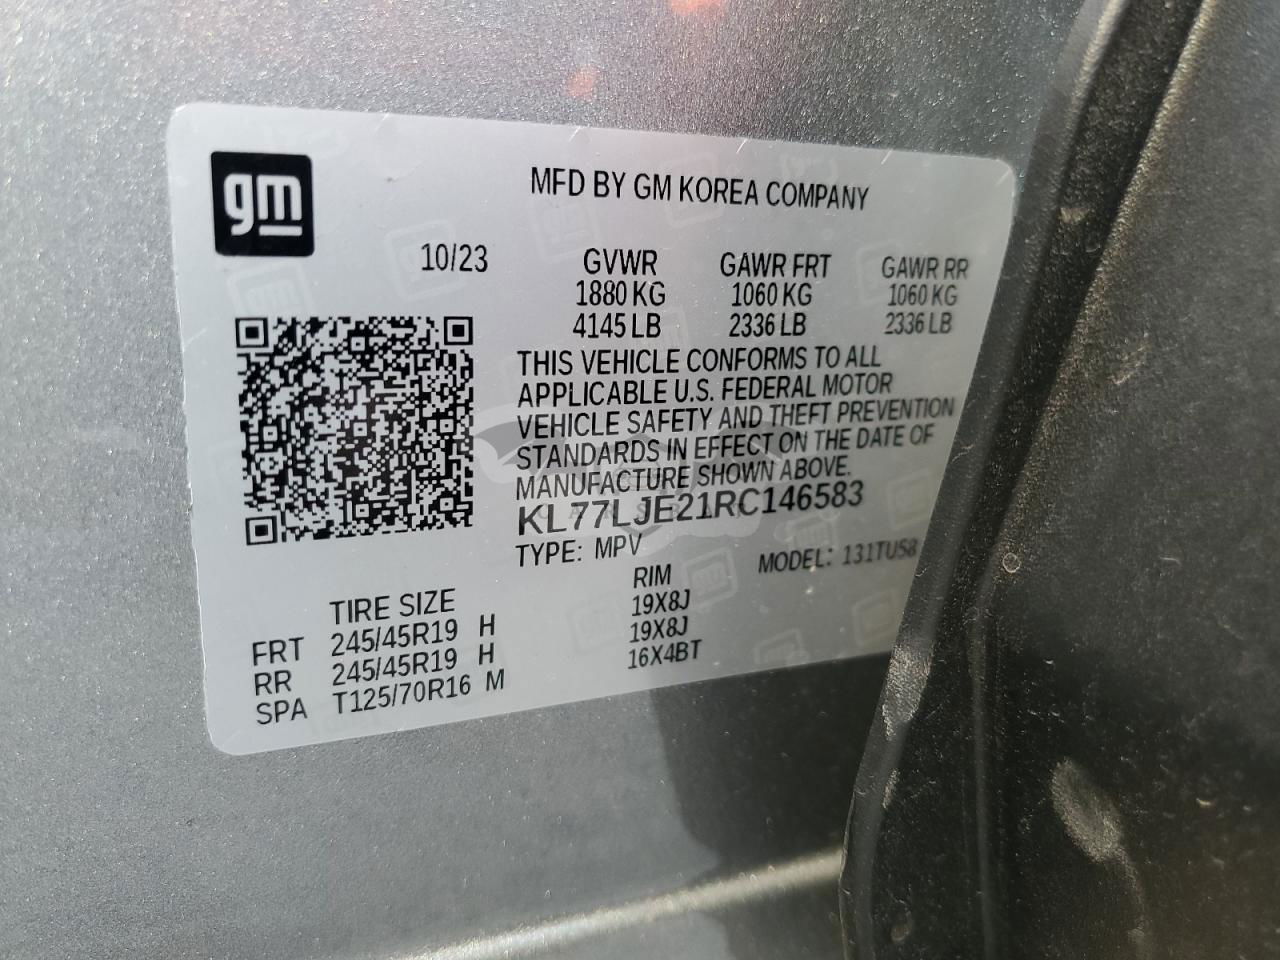 gm
MFD BY GM KOREA COMPANY
10/23 GVWR GAWR FRT GAWR RR
1880 KG 1060 KG 1060 KG
4145 LB 2336 LB 2336 LB
THIS VEHICLE CONFORMS TO ALL
APPLICABLE U.S. FEDERAL MOTOR
VEHICLE SAFETY AND THEFT PREVENTION
STANDARDS IN EFFECT ON THE DATE OF
MANUFACTURE SHOWN ABOVE.
KL77LJE21RC146583
TYPE: MPV MODEL: 131TU58
TIRE SIZE RIM
FRT 245/45R19 H 19X8J
RR 245/45R19 H 19X8J
SPA T125/70R16 M 16X4BT